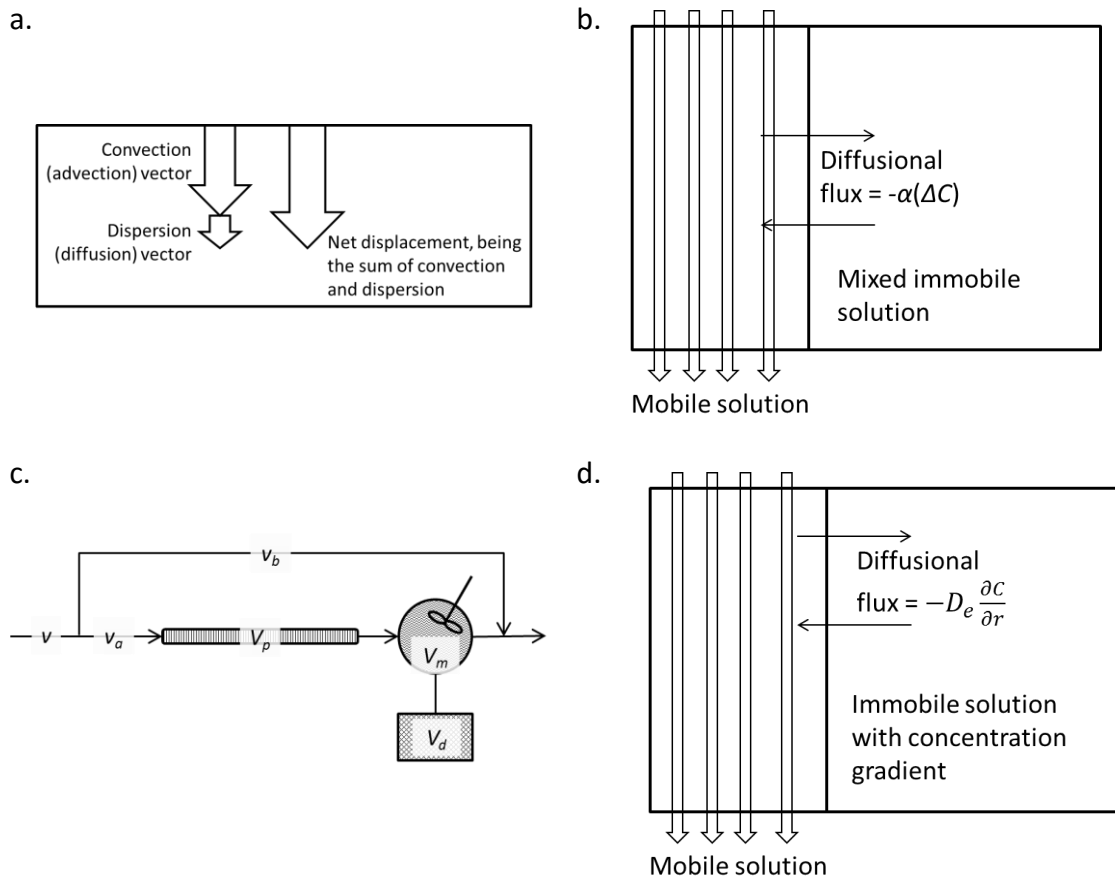 a.
Convection
(advection) vector
Dispersion
(diffusion) vector
Net displacement, being
the sum of convection
and dispersion
b.
Diffusional
flux = -α(ΔC)
Mixed immobile
solution
Mobile solution
c.
v_b
v
v_a
V_p
V_m
V_d
d.
Diffusional
flux = −D_e ∂C/∂r
Immobile solution
with concentration
gradient
Mobile solution